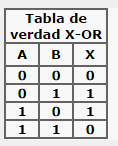 Tabla de
verdad X-OR
A B X
0 0 0
0 1 1
1 0 1
1 1 0